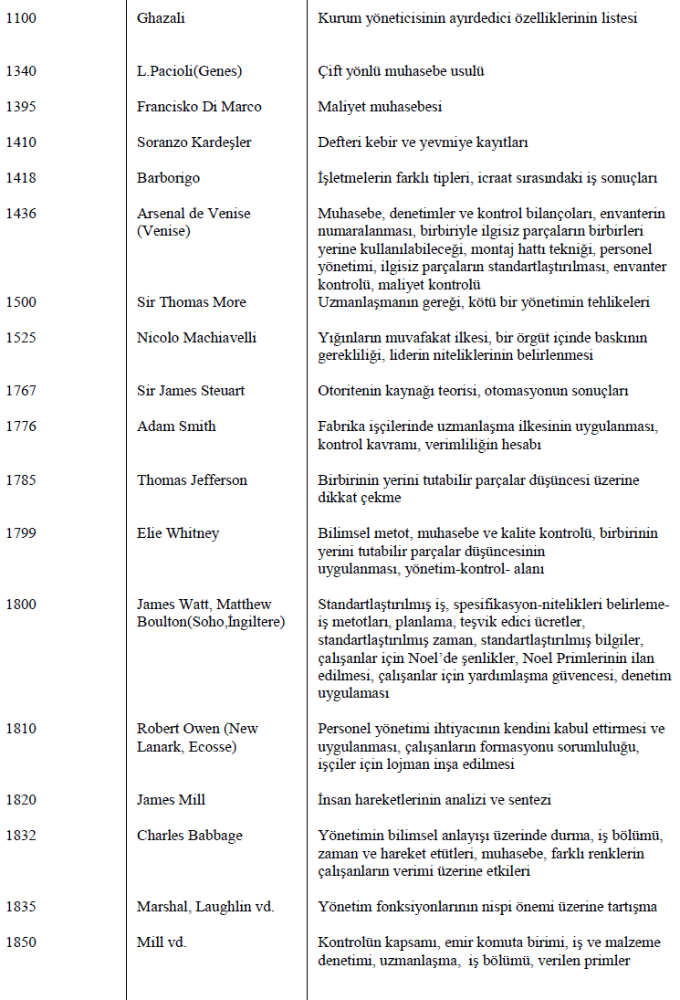 1100 Ghazali Kurum yöneticisinin ayırdedici özelliklerinin listesi
1340 L.Pacioli(Genes) Çift yönlü muhasebe usulü
1395 Francisko Di Marco Maliyet muhasebesi
1410 Soranzo Kardeşler Defteri kebir ve yevmiye kayıtları
1418 Barborigo İşletmelerin farklı tipleri, icraat sırasındaki iş sonuçları
1436 Arsenal de Venise Muhasebe, denetimler ve kontrol bilançoları, envanterin
(Venise) numaralanması, birbiriyle ilgisiz parçaların birbirleri
yerine kullanılabileceği, montaj hattı tekniği, personel
yönetimi, ilgisiz parçaların standartlaştırılması, envanter
kontrolü, maliyet kontrolü
1500 Sir Thomas More Uzmanlaşmanın gereği, kötü bir yönetimin tehlikeleri
1525 Nicolo Machiavelli Yığınların muvafakat ilkesi, bir örgüt içinde baskının
gerekliliği, liderin niteliklerinin belirlenmesi
1767 Sir James Steuart Otoritenin kaynağı teorisi, otomasyonun sonuçları
1776 Adam Smith Fabrika işçilerinde uzmanlaşma ilkesinin uygulanması,
kontrol kavramı, verimliliğin hesabı
1785 Thomas Jefferson Birbirinin yerini tutabilir parçalar düşüncesi üzerine
dikkat çekme
1799 Elie Whitney Bilimsel metot, muhasebe ve kalite kontrolü, birbirinin
yerini tutabilir parçalar düşüncesinin
uygulanması, yönetim-kontrol- alanı
1800 James Watt, Matthew Standartlaştırılmış iş, spesifikasyon-nitelikleri belirleme-
Boulton(Soho,İngiltere) iş metotları, planlama, teşvik edici ücretler,
standartlaştırılmış zaman, standartlaştırılmış bilgiler,
çalışanlar için Noel’de şenlikler, Noel Primlerinin ilan
edilmesi, çalışanlar için yardımlaşma güvencesi, denetim
uygulaması
1810 Robert Owen (New Personel yönetimi ihtiyacının kendini kabul ettirmesi ve
Lanark, Ecosse) uygulanması, çalışanların formasyonu sorumluluğu,
işçiler için lojman inşa edilmesi
1820 James Mill İnsan hareketlerinin analizi ve sentezi
1832 Charles Babbage Yönetimin bilimsel anlayışı üzerinde durma, iş bölümü,
zaman ve hareket etütleri, muhasebe, farklı renklerin
çalışanların verimi üzerine etkileri
1835 Marshal, Laughlin vd. Yönetim fonksiyonlarının nispi önemi üzerine tartışma
1850 Mill vd. Kontrolün kapsamı, emir komuta birimi, iş ve malzeme
denetimi, uzmanlaşma, iş bölümü, verilen primler